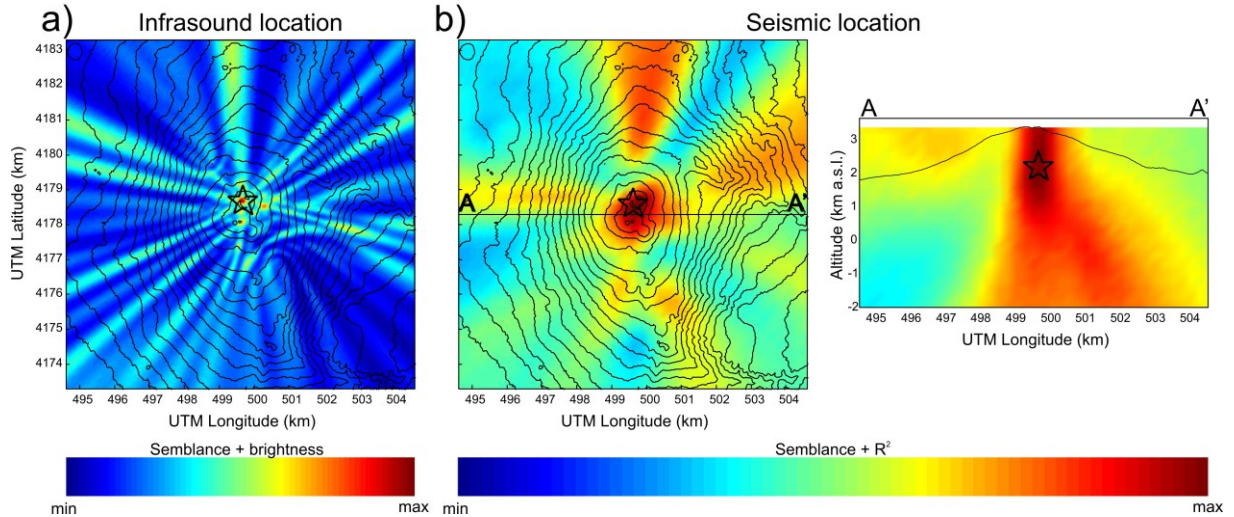 a)
Infrasound location
b)
Seismic location
UTM Latitude (km)
4183
4182
4181
4180
4179
4178
4177
4176
4175
4174
495 496 497 498 499 500 501 502 503 504
UTM Longitude (km)
A A'
495 496 497 498 499 500 501 502 503 504
UTM Longitude (km)
A A'
Altitude (km a.s.l.)
3
2
1
0
-1
-2
495 496 497 498 499 500 501 502 503 504
UTM Longitude (km)
Semblance + brightness
min max
Semblance + R²
min max